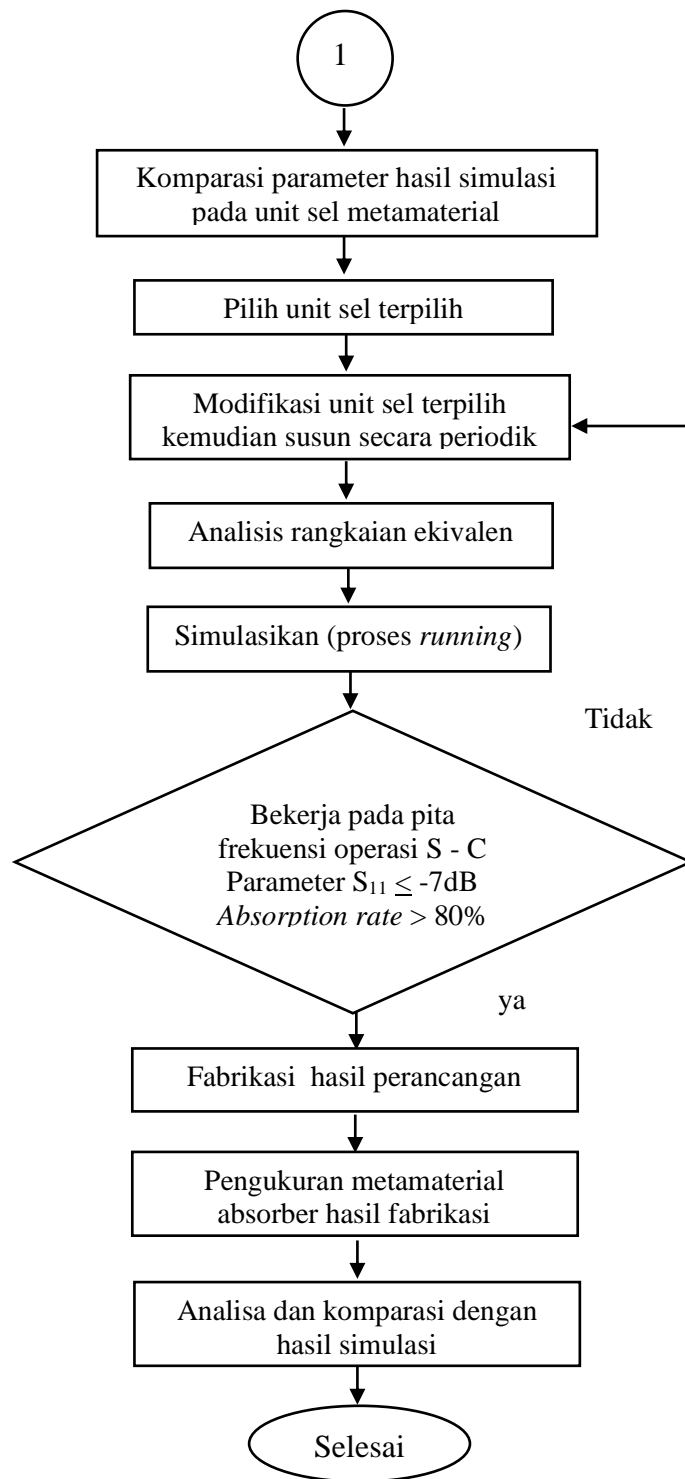 1
Komparasi parameter hasil simulasi
pada unit sel metamaterial
Pilih unit sel terpilih
Modifikasi unit sel terpilih
kemudian susun secara periodik
Analisis rangkaian ekivalen
Simulasikan (proses running)
Tidak
Bekerja pada pita
frekuensi operasi S - C
Parameter S₁₁ ≤ -7dB
Absorption rate > 80%
ya
Fabrikasi hasil perancangan
Pengukuran metamaterial
absorber hasil fabrikasi
Analisa dan komparasi dengan
hasil simulasi
Selesai